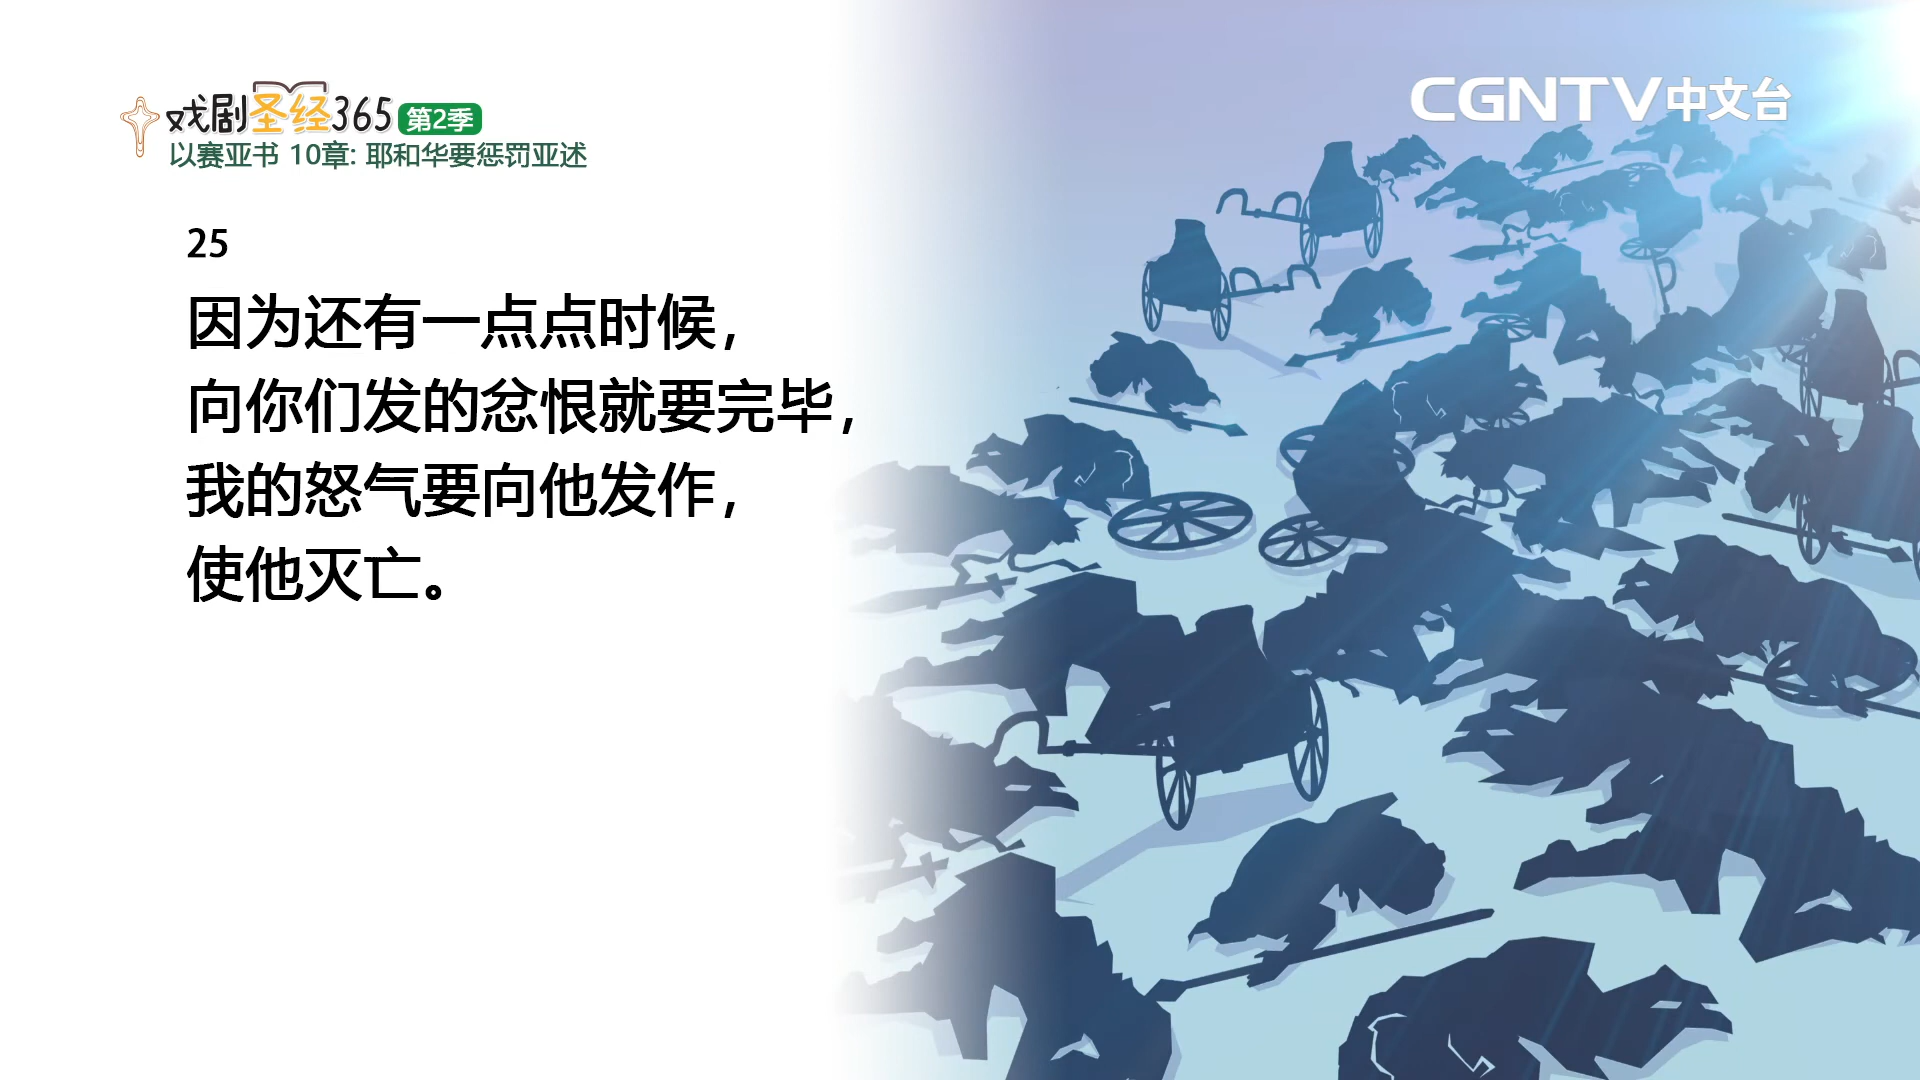 戏剧圣经365 第2季
CGNTV中文台
以赛亚书 10章: 耶和华要惩罚亚述
25
因为还有一点点时候，
向你们发的忿恨就要完毕，
我的怒气要向他发作，
使他灭亡。